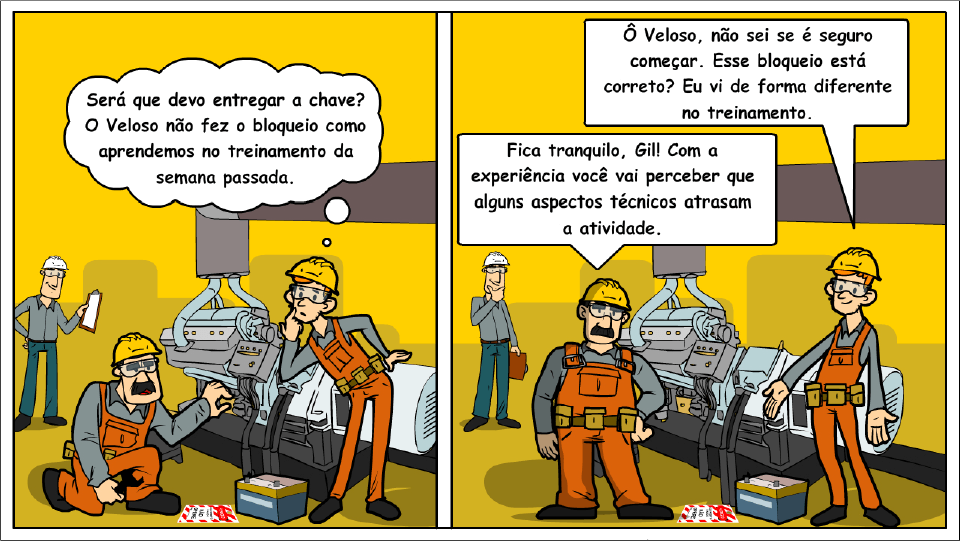 Será que devo entregar a chave?
O Veloso não fez o bloqueio como
aprendemos no treinamento da
semana passada.
Ô Veloso, não sei se é seguro
começar. Esse bloqueio está
correto? Eu vi de forma diferente
no treinamento.
Fica tranquilo, Gil! Com a
experiência você vai perceber que
alguns aspectos técnicos atrasam
a atividade.